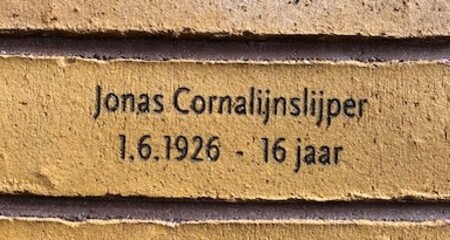 Jonas Cornalijnslijper
1.6.1926 - 16 jaar